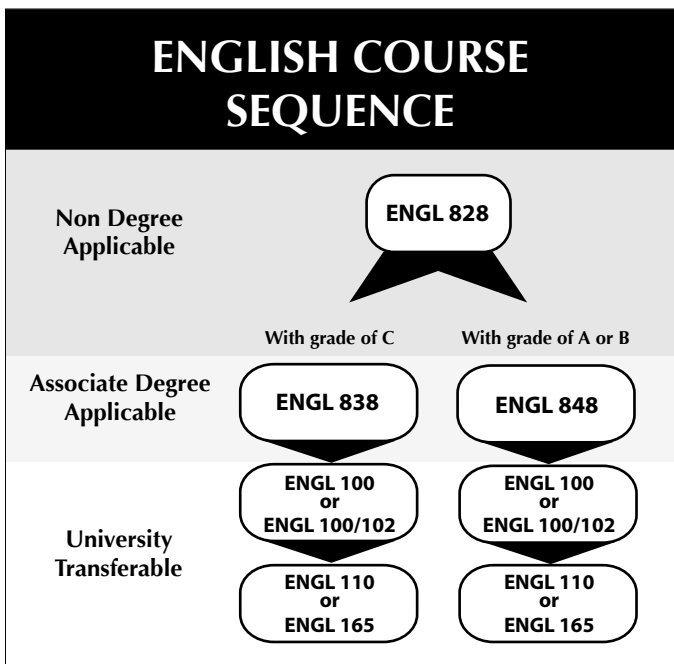 ENGLISH COURSE
SEQUENCE
Non Degree
Applicable
ENGL 828
With grade of C
With grade of A or B
Associate Degree
Applicable
ENGL 838
ENGL 848
University
Transferable
ENGL 100
or
ENGL 100/102
ENGL 100
or
ENGL 100/102
ENGL 110
or
ENGL 165
ENGL 110
or
ENGL 165